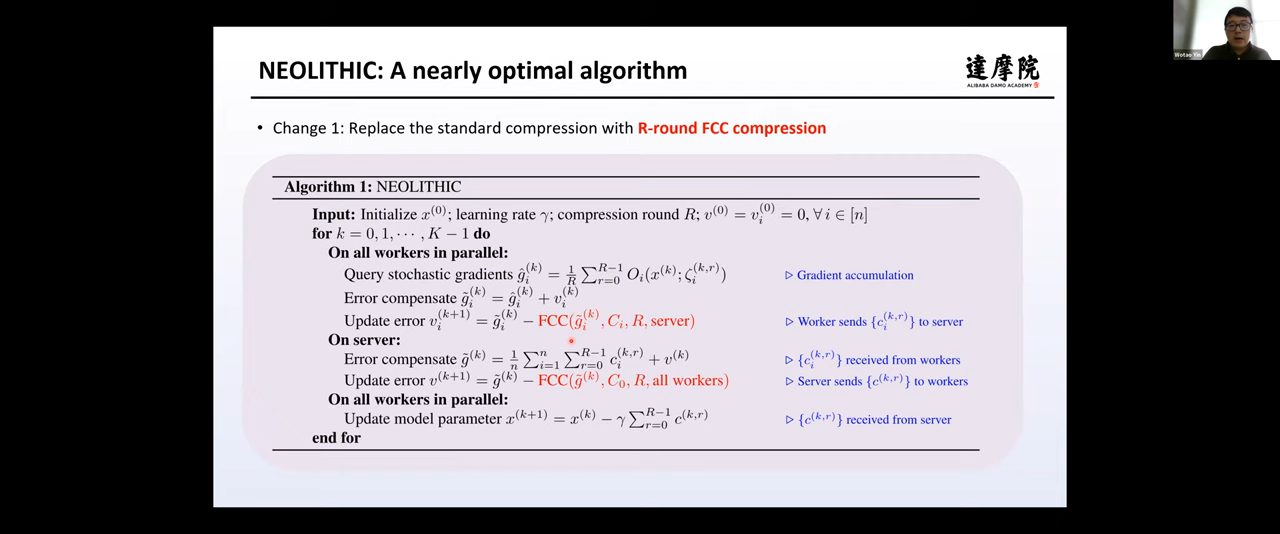 NEOLITHIC: A nearly optimal algorithm
達摩院
ALIBABA DAMO ACADEMY
Wotao Yin
• Change 1: Replace the standard compression with R-round FCC compression
Algorithm 1: NEOLITHIC
Input: Initialize x^{(0)}; learning rate γ; compression round R; v^{(0)} = v_i^{(0)} = 0, ∀ i ∈ [n]
for k = 0, 1, ⋯ , K − 1 do
On all workers in parallel:
Query stochastic gradients ĝ_i^{(k)} = \frac{1}{R} ∑_{r=0}^{R−1} O_i(x^{(k)}; ζ_i^{(k,r)}) ▷ Gradient accumulation
Error compensate g̃_i^{(k)} = ĝ_i^{(k)} + v_i^{(k)}
Update error v_i^{(k+1)} = g̃_i^{(k)} − FCC(g̃_i^{(k)}, C_i, R, server) ▷ Worker sends {c_i^{(k,r)}} to server
On server:
Error compensate g̃^{(k)} = \frac{1}{n} ∑_{i=1}^{n} ∑_{r=0}^{R−1} c_i^{(k,r)} + v^{(k)} ▷ {c_i^{(k,r)}} received from workers
Update error v^{(k+1)} = g̃^{(k)} − FCC(g̃^{(k)}, C_0, R, all workers) ▷ Server sends {c^{(k,r)}} to workers
On all workers in parallel:
Update model parameter x^{(k+1)} = x^{(k)} − γ ∑_{r=0}^{R−1} c^{(k,r)} ▷ {c^{(k,r)}} received from server
end for